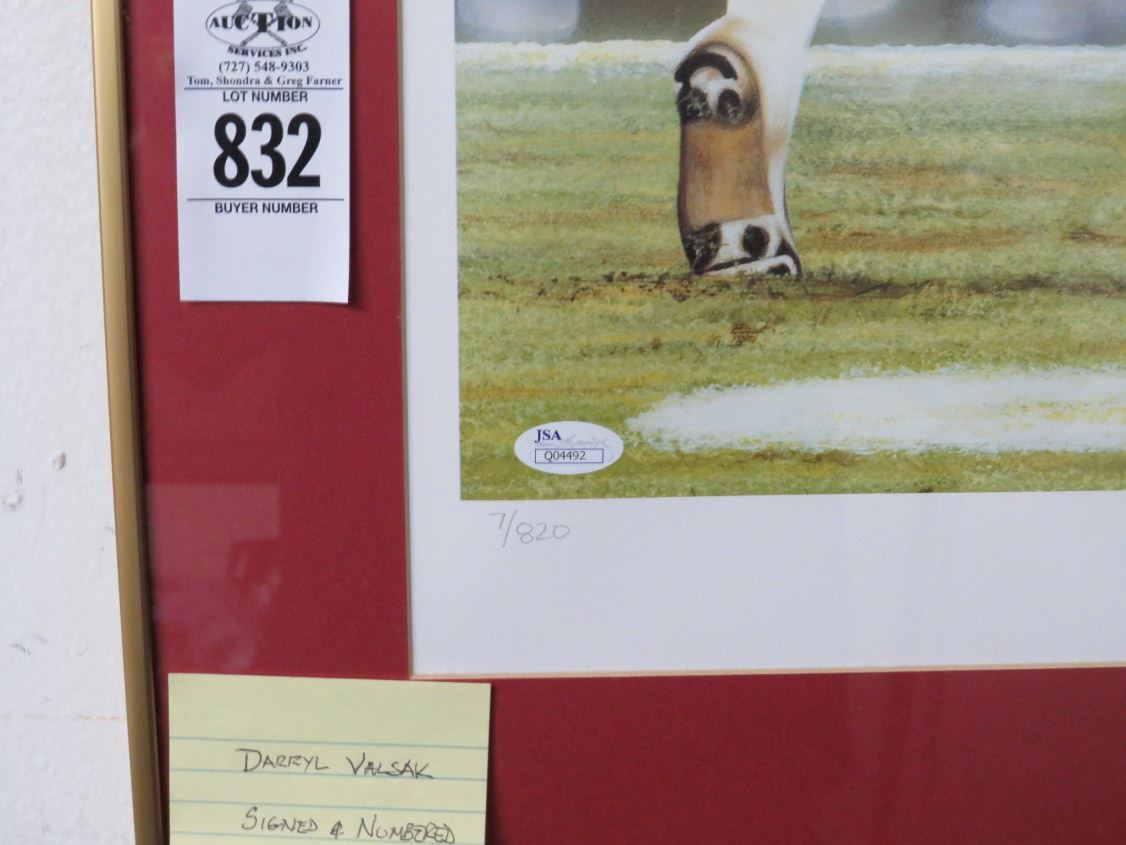 AUCTION
SERVICES INC.
(727) 548-9303
Tom, Shondra & Greg Farner
LOT NUMBER
832
BUYER NUMBER
JSA
Q04492
7/820
DARRYL VALSAK
SIGNED & NUMBERED